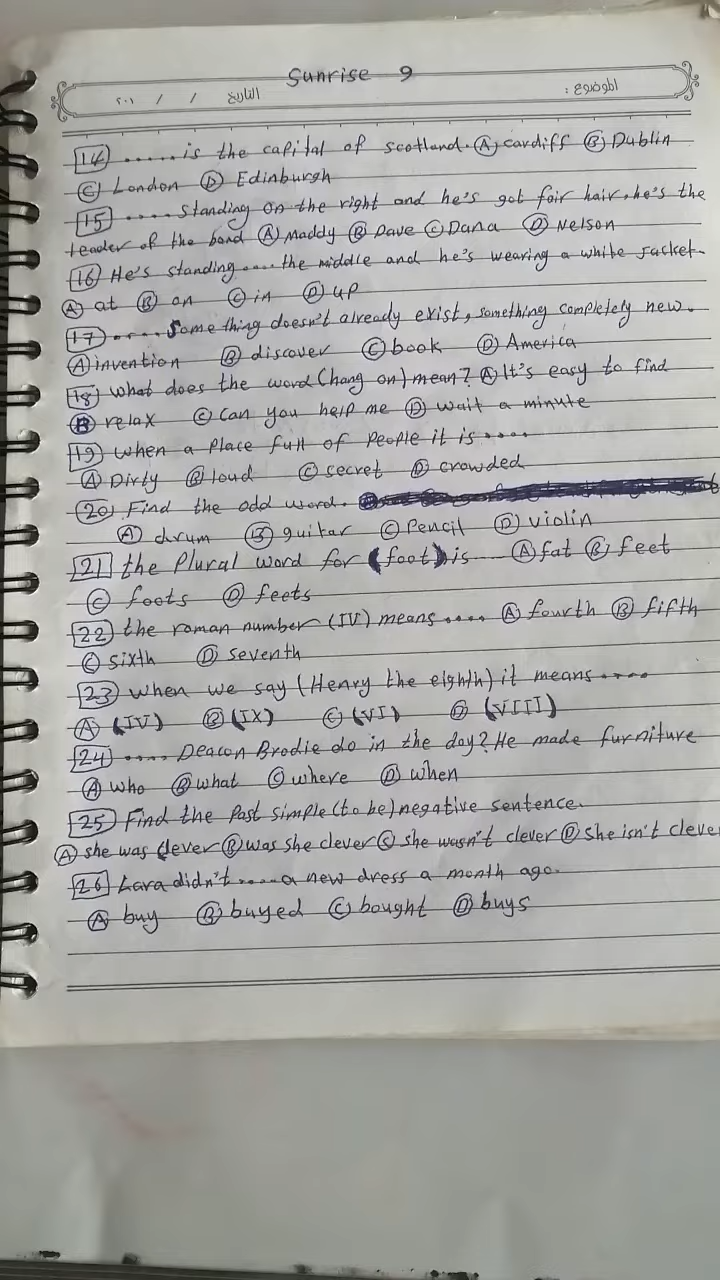 Sunrise 9
الموضوع : التاريخ / / ٢٠١
14 ..... is the capital of scotland. A cardiff B Dublin
C London D Edinburgh
15 .... standing on the right and he's got fair hair, he's the
leader of the band A Maddy B Dave C Dana D Nelson
16 He's standing .... the middle and he's wearing a white Jacket.
A at B on C in D up
17 .... Some thing doesn't already exist, something completely new.
A invention B discover C book D America
18 what does the word (hang on) mean? A It's easy to find
B relax C can you help me D wait a minute
19 when a place full of people it is ....
A Dirty B loud C secret D crowded
20 Find the odd word.
A drum B guitar C Pencil D violin
21 the Plural word for (foot) is ... A fat B feet
C foots D feets
22 the roman number (IV) means .... A fourth B fifth
C sixth D seventh
23 when we say (Henry the eighth) it means .....
A (IV) B (IX) C (VI) D (VIII)
24 .... Deacon Brodie do in the day? He made furniture
A who B what C where D when
25 Find the Past simple (to be) negative sentence.
A she was clever B was she clever C she wasn't clever D she isn't cleve
26 Lara didn't .... a new dress a month ago.
A buy B buyed C bought D buys